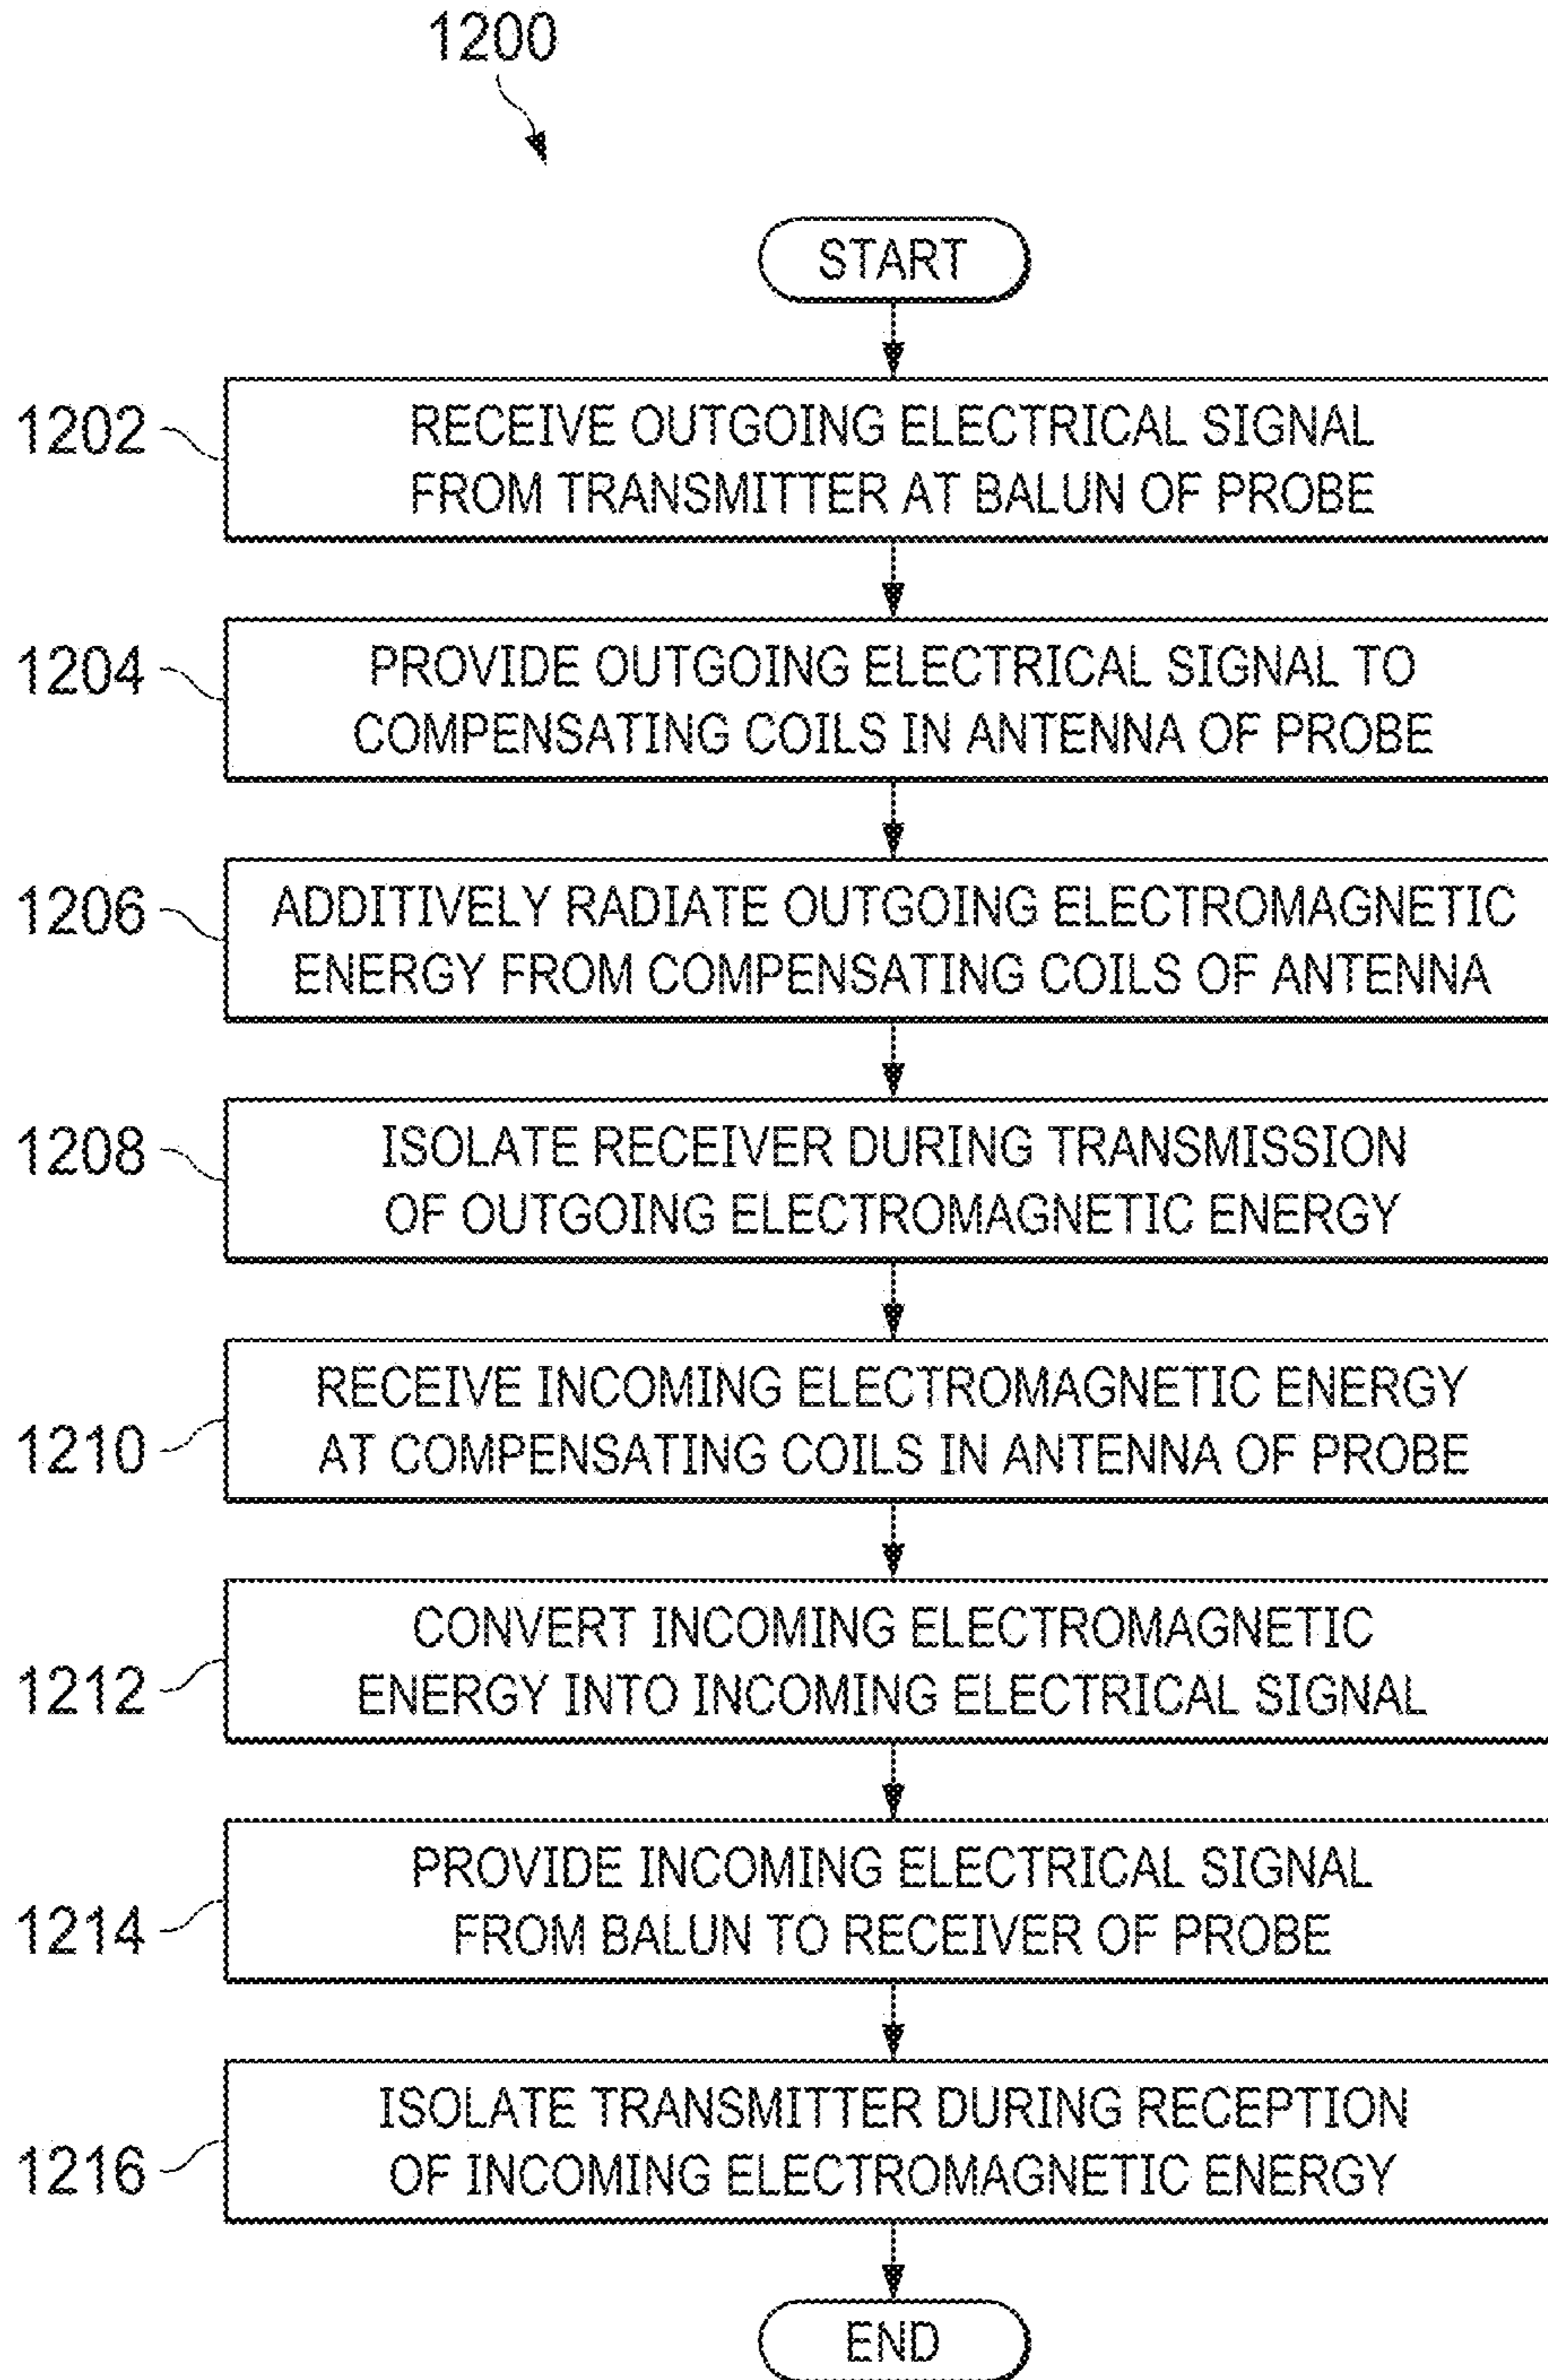 1200
START
1202
RECEIVE OUTGOING ELECTRICAL SIGNAL
FROM TRANSMITTER AT BALUN OF PROBE
1204
PROVIDE OUTGOING ELECTRICAL SIGNAL TO
COMPENSATING COILS IN ANTENNA OF PROBE
1206
ADDITIVELY RADIATE OUTGOING ELECTROMAGNETIC
ENERGY FROM COMPENSATING COILS OF ANTENNA
1208
ISOLATE RECEIVER DURING TRANSMISSION
OF OUTGOING ELECTROMAGNETIC ENERGY
1210
RECEIVE INCOMING ELECTROMAGNETIC ENERGY
AT COMPENSATING COILS IN ANTENNA OF PROBE
1212
CONVERT INCOMING ELECTROMAGNETIC
ENERGY INTO INCOMING ELECTRICAL SIGNAL
1214
PROVIDE INCOMING ELECTRICAL SIGNAL
FROM BALUN TO RECEIVER OF PROBE
1216
ISOLATE TRANSMITTER DURING RECEPTION
OF INCOMING ELECTROMAGNETIC ENERGY
END